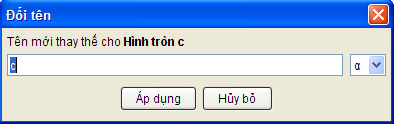 Đổi tên
Tên mới thay thế cho Hình tròn c
c α
Áp dụng Hủy bỏ